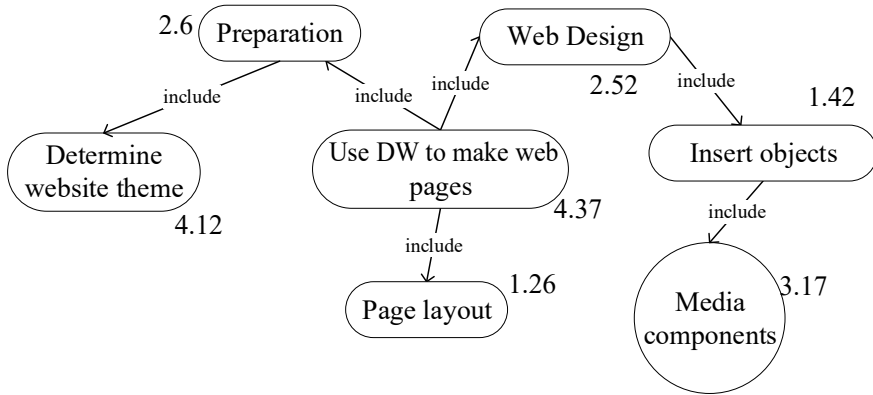 2.6
Preparation
Web Design
include
include
include
include
2.52
1.42
Determine
website theme
4.12
Use DW to make web
pages
4.37
Insert objects
include
include
Page layout
1.26
Media
components
3.17